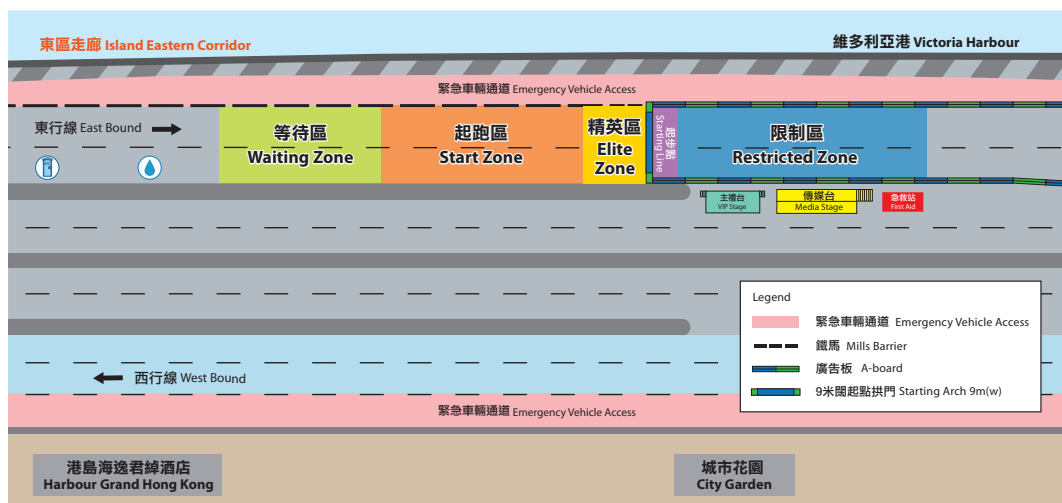 東區走廊 Island Eastern Corridor
維多利亞港 Victoria Harbour
緊急車輛通道 Emergency Vehicle Access
東行線 East Bound
等待區
Waiting Zone
起跑區
Start Zone
精英區
Elite
Zone
起步點
Starting Line
限制區
Restricted Zone
主禮台
VIP Stage
傳媒台
Media Stage
急救站
First Aid
Legend
緊急車輛通道 Emergency Vehicle Access
鐵馬 Mills Barrier
廣告板 A-board
9米闊起點拱門 Starting Arch 9m(w)
西行線 West Bound
緊急車輛通道 Emergency Vehicle Access
港島海逸君綽酒店
Harbour Grand Hong Kong
城市花園
City Garden